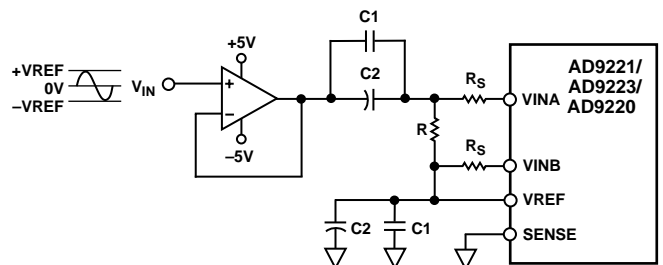 C1
+5V
C2
+VREF
0V
–VREF
VIN
+
–
–5V
RS
R
RS
C2
C1
AD9221/
AD9223/
AD9220
VINA
VINB
VREF
SENSE